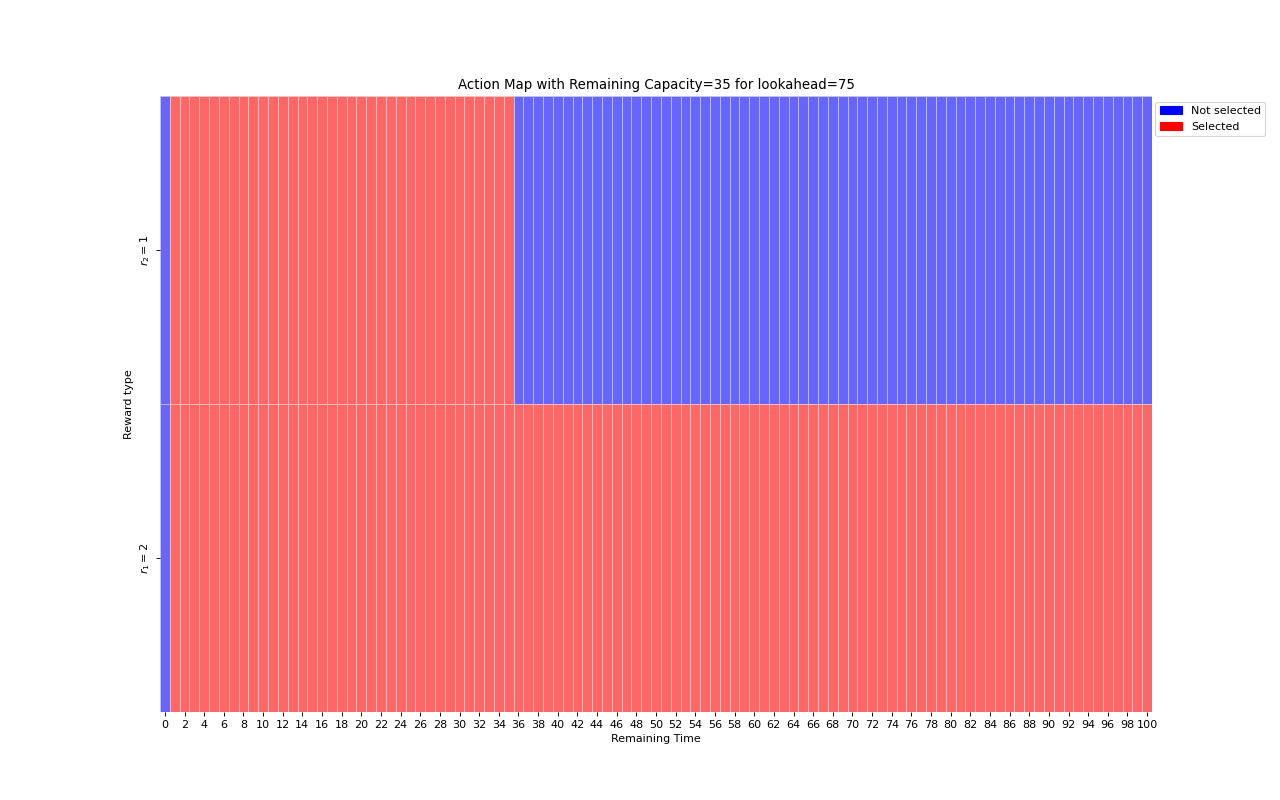 Action Map with Remaining Capacity=35 for lookahead=75
Not selected
Selected
Reward type
r₂ = 1
r₁ = 2
0 2 4 6 8 10 12 14 16 18 20 22 24 26 28 30 32 34 36 38 40 42 44 46 48 50 52 54 56 58 60 62 64 66 68 70 72 74 76 78 80 82 84 86 88 90 92 94 96 98 100
Remaining Time